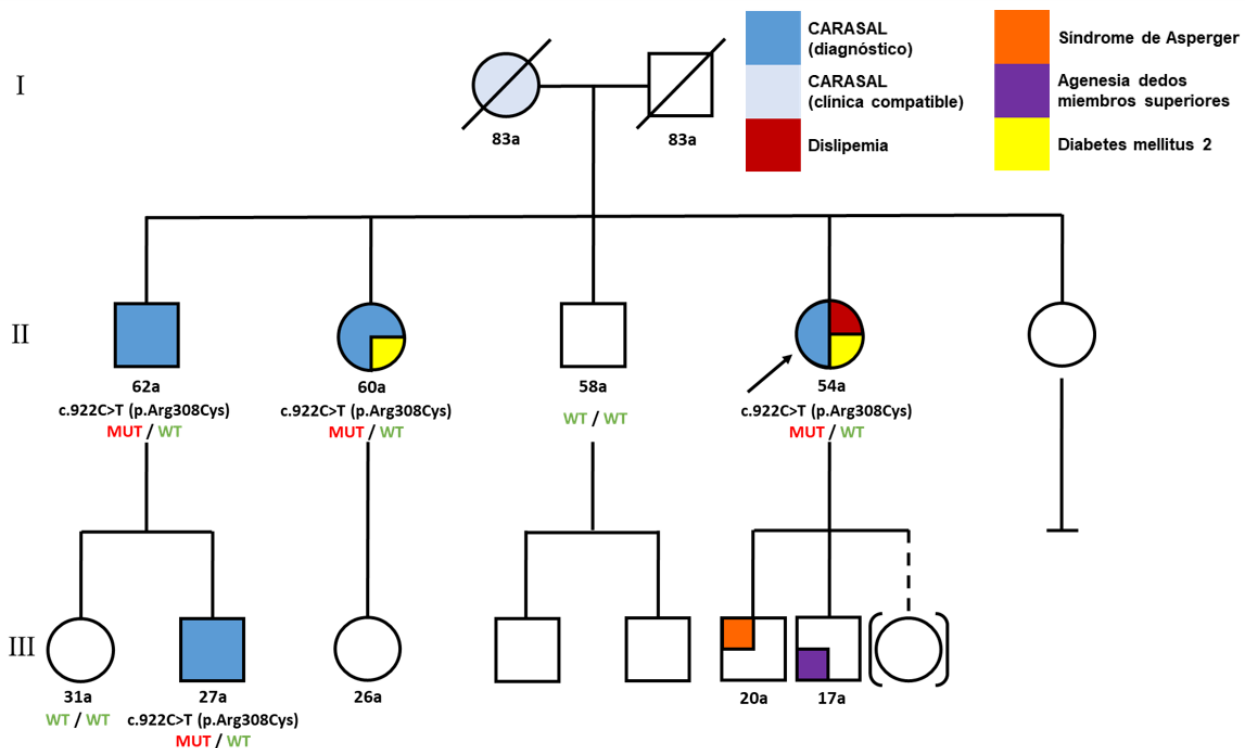 I
83a
83a
CARASAL
(diagnóstico)
CARASAL
(clínica compatible)
Dislipemia
Síndrome de Asperger
Agenesia dedos
miembros superiores
Diabetes mellitus 2
II
62a
c.922C>T (p.Arg308Cys)
MUT / WT
60a
c.922C>T (p.Arg308Cys)
MUT / WT
58a
WT / WT
54a
c.922C>T (p.Arg308Cys)
MUT / WT
III
31a
WT / WT
27a
c.922C>T (p.Arg308Cys)
MUT / WT
26a
20a
17a